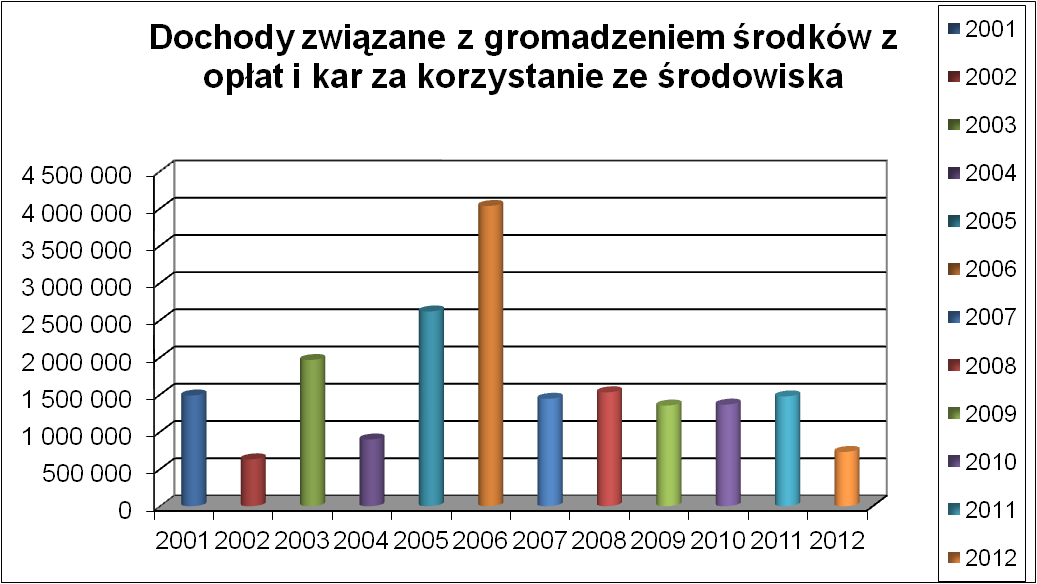 Dochody związane z gromadzeniem środków z
opłat i kar za korzystanie ze środowiska
4 500 000
4 000 000
3 500 000
3 000 000
2 500 000
2 000 000
1 500 000
1 000 000
500 000
0
2001 2002 2003 2004 2005 2006 2007 2008 2009 2010 2011 2012
2001
2002
2003
2004
2005
2006
2007
2008
2009
2010
2011
2012